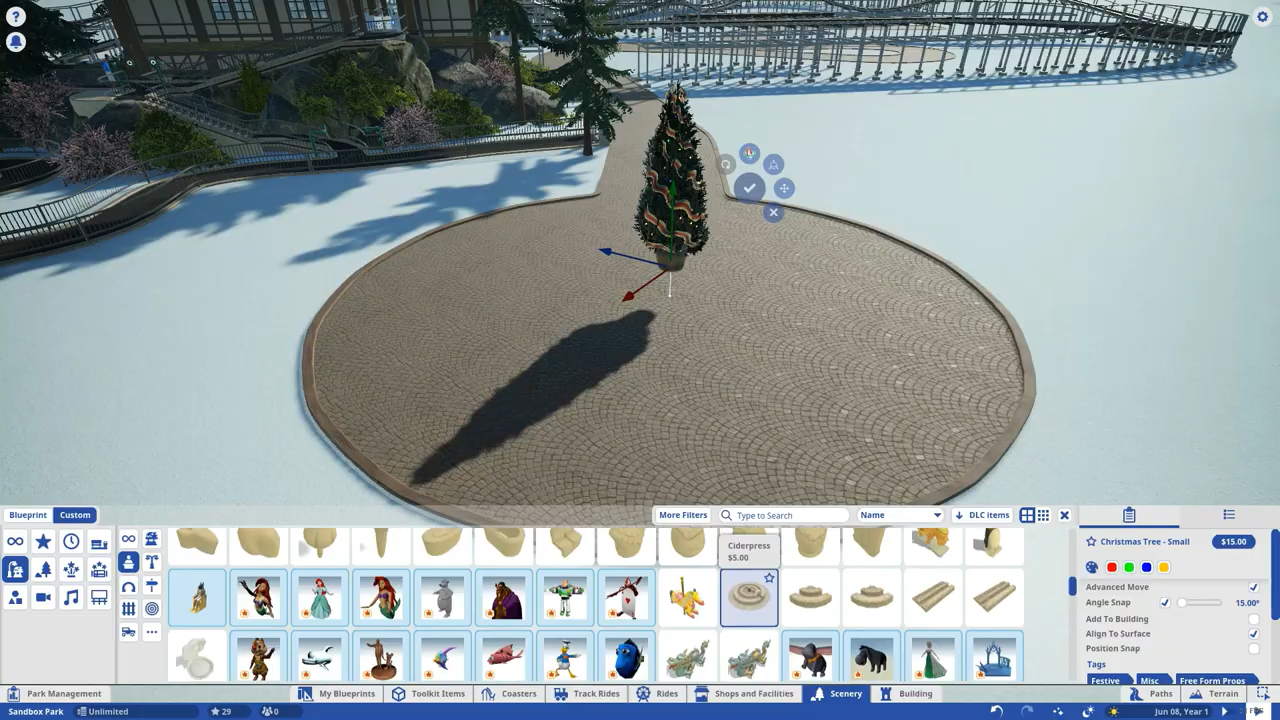 ?
Blueprint
Custom
More Filters
Type to Search
Name
DLC items
Ciderpress
$5.00
Christmas Tree - Small
$15.00
Advanced Move
Angle Snap
15.00°
Add To Building
Align To Surface
Position Snap
Tags
Festive
Misc
Free Form Props
Park Management
My Blueprints
Toolkit Items
Coasters
Track Rides
Rides
Shops and Facilities
Scenery
Building
Paths
Terrain
Sandbox Park
Unlimited
29
0
Jun 08, Year 1